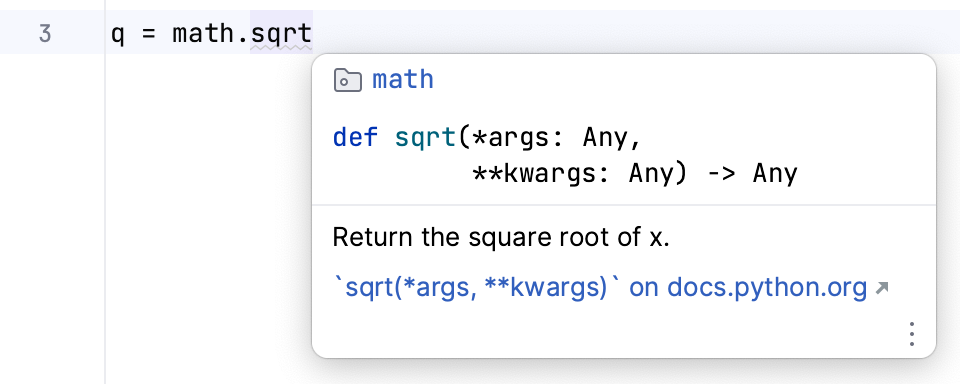 3 q = math.sqrt
math
def sqrt(*args: Any,
**kwargs: Any) -> Any
Return the square root of x.
`sqrt(*args, **kwargs)` on docs.python.org